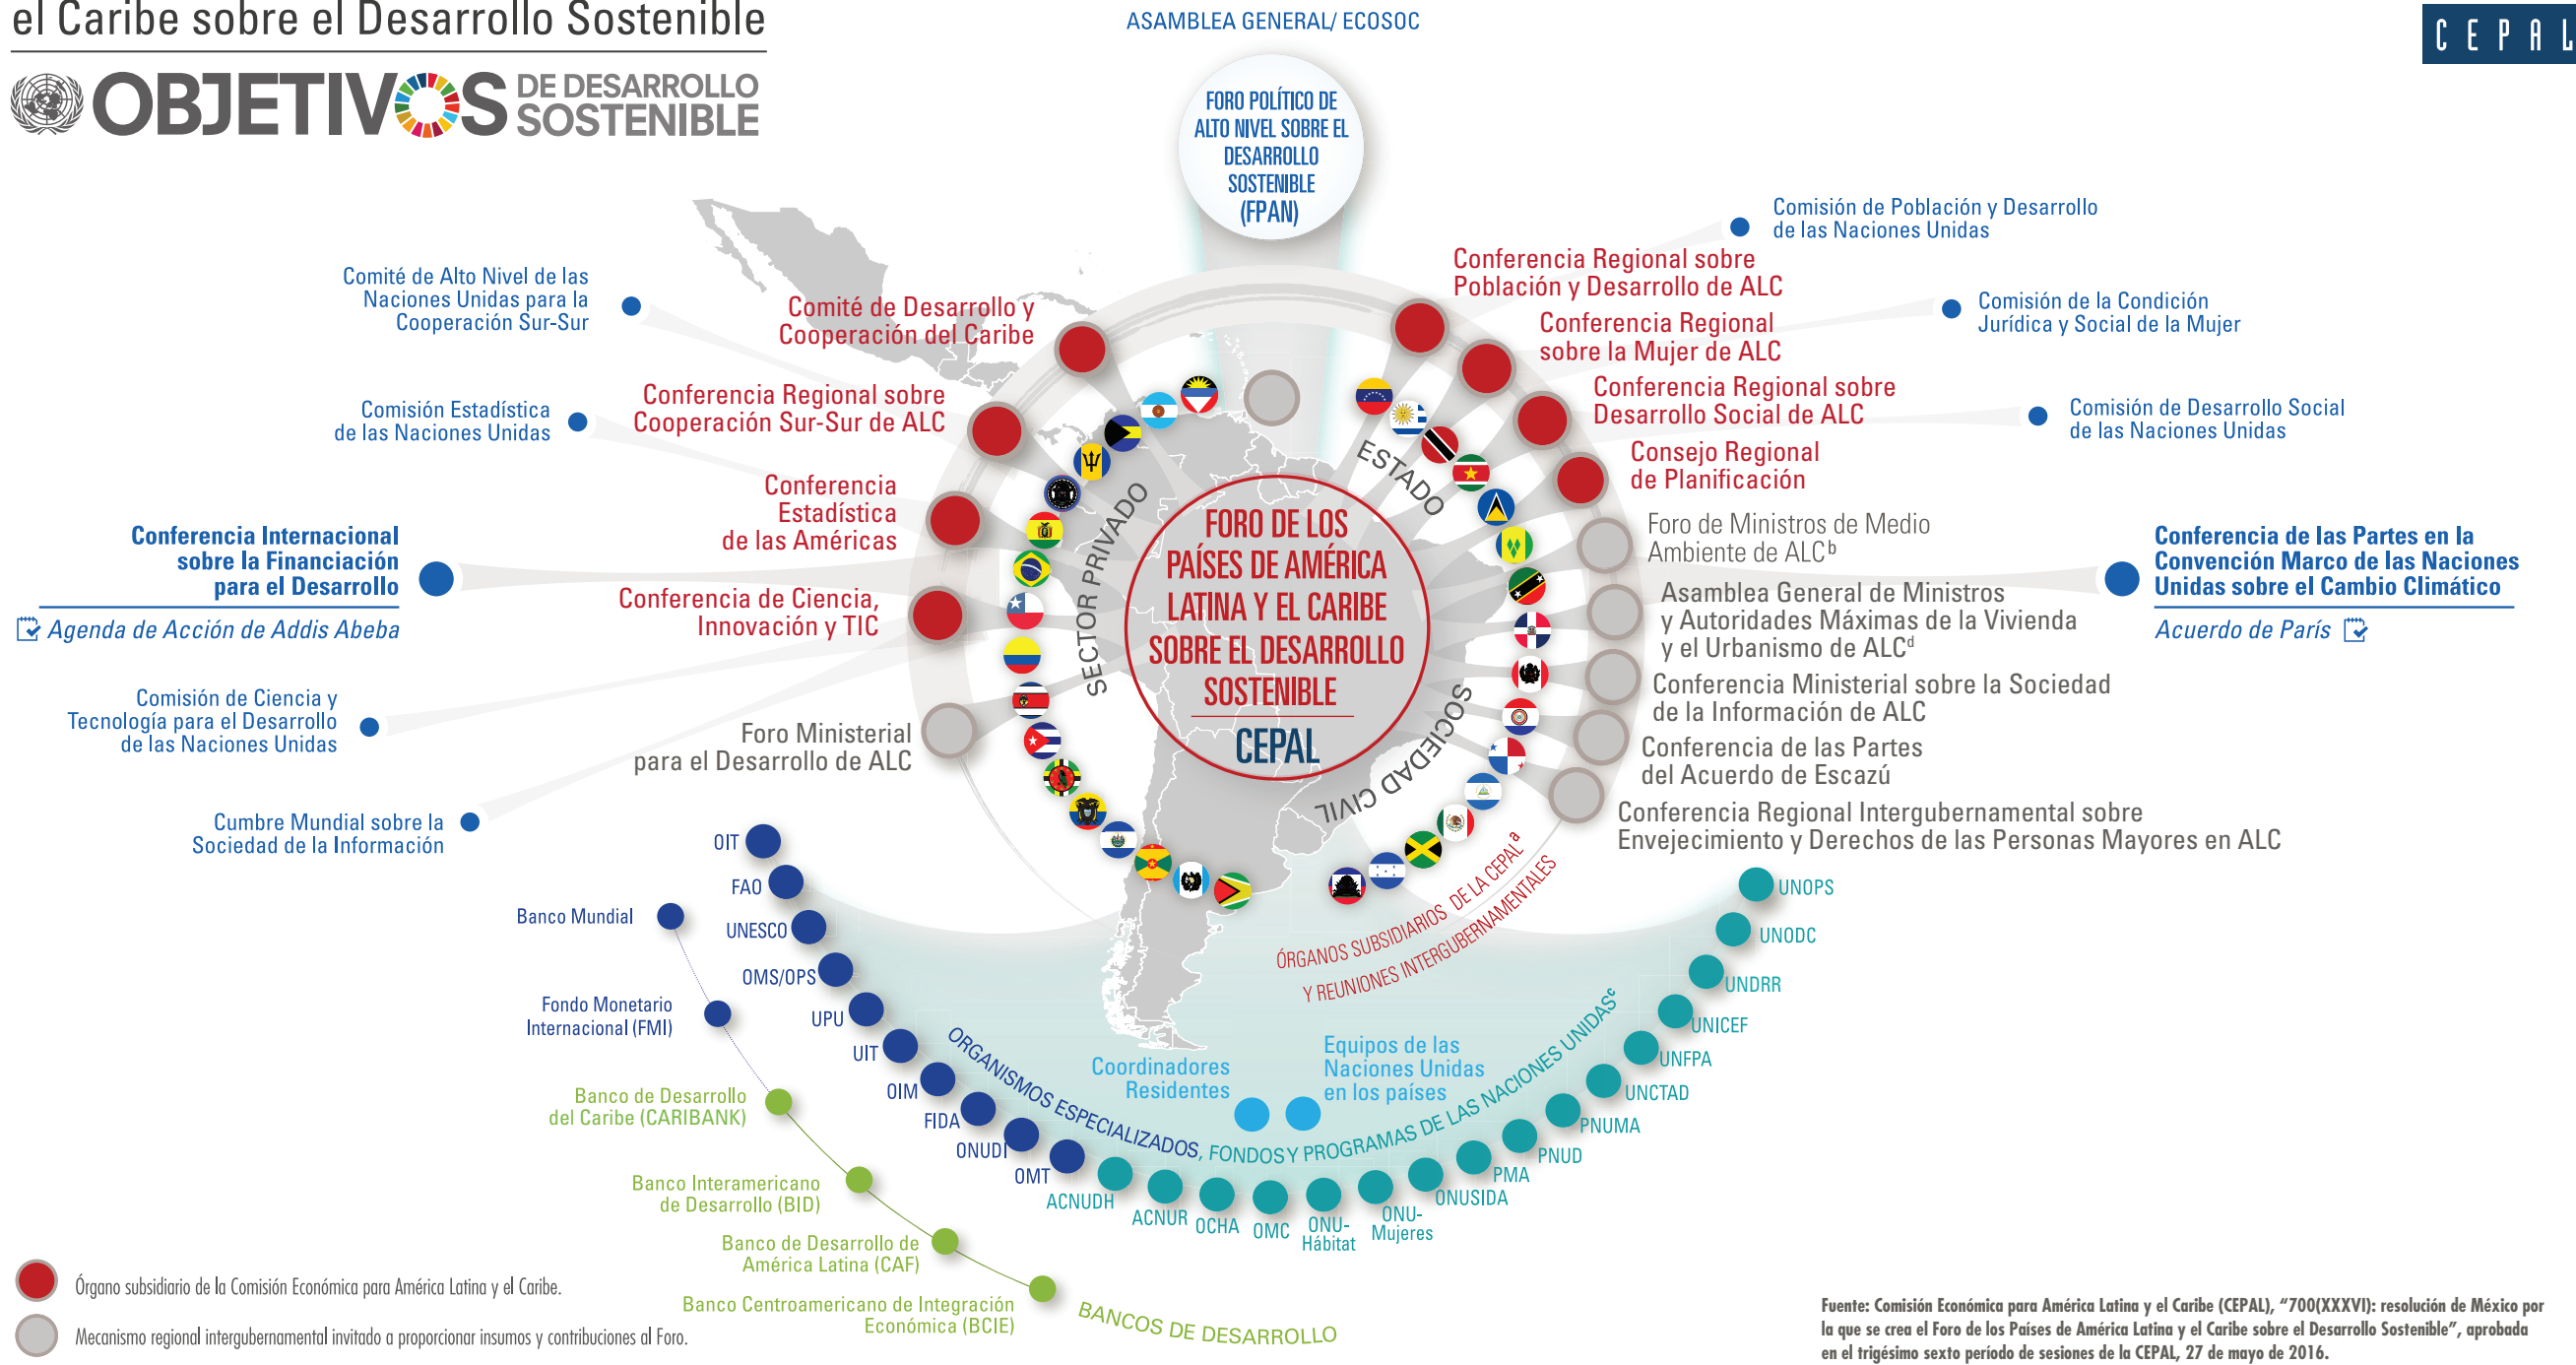 el Caribe sobre el Desarrollo Sostenible
OBJETIVOS DE DESARROLLO
SOSTENIBLE
ASAMBLEA GENERAL/ ECOSOC
CEPAL
FORO POLÍTICO DE
ALTO NIVEL SOBRE EL
DESARROLLO
SOSTENIBLE
(FPAN)
Comité de Alto Nivel de las
Naciones Unidas para la
Cooperación Sur-Sur
Comisión Estadística
de las Naciones Unidas
Conferencia Internacional
sobre la Financiación
para el Desarrollo
Agenda de Acción de Addis Abeba
Comisión de Ciencia y
Tecnología para el Desarrollo
de las Naciones Unidas
Cumbre Mundial sobre la
Sociedad de la Información
Comité de Desarrollo y
Cooperación del Caribe
Conferencia Regional sobre
Cooperación Sur-Sur de ALC
Conferencia
Estadística
de las Américas
Conferencia de Ciencia,
Innovación y TIC
Foro Ministerial
para el Desarrollo de ALC
SECTOR PRIVADO
ESTADO
SOCIEDAD CIVIL
FORO DE LOS
PAÍSES DE AMÉRICA
LATINA Y EL CARIBE
SOBRE EL DESARROLLO
SOSTENIBLE
CEPAL
Conferencia Regional sobre
Población y Desarrollo de ALC
Conferencia Regional
sobre la Mujer de ALC
Conferencia Regional sobre
Desarrollo Social de ALC
Consejo Regional
de Planificación
Foro de Ministros de Medio
Ambiente de ALCᵇ
Asamblea General de Ministros
y Autoridades Máximas de la Vivienda
y el Urbanismo de ALCᵈ
Conferencia Ministerial sobre la Sociedad
de la Información de ALC
Conferencia de las Partes
del Acuerdo de Escazú
Conferencia Regional Intergubernamental sobre
Envejecimiento y Derechos de las Personas Mayores en ALC
Comisión de Población y Desarrollo
de las Naciones Unidas
Comisión de la Condición
Jurídica y Social de la Mujer
Comisión de Desarrollo Social
de las Naciones Unidas
Conferencia de las Partes en la
Convención Marco de las Naciones
Unidas sobre el Cambio Climático
Acuerdo de París
ÓRGANOS SUBSIDIARIOS DE LA CEPALᵃ
Y REUNIONES INTERGUBERNAMENTALES
OIT
FAO
UNESCO
OMS/OPS
UPU
UIT
OIM
FIDA
ONUDI
OMT
ACNUDH
ACNUR
OCHA
OMC
ONU-
Hábitat
ONU-
Mujeres
ONUSIDA
PMA
PNUD
PNUMA
UNCTAD
UNFPA
UNICEF
UNDRR
UNODC
UNOPS
ORGANISMOS ESPECIALIZADOS, FONDOS Y PROGRAMAS DE LAS NACIONES UNIDASᶜ
Coordinadores
Residentes
Equipos de las
Naciones Unidas
en los países
Banco Mundial
Fondo Monetario
Internacional (FMI)
Banco de Desarrollo
del Caribe (CARIBANK)
Banco Interamericano
de Desarrollo (BID)
Banco de Desarrollo de
América Latina (CAF)
Banco Centroamericano de Integración
Económica (BCIE)
BANCOS DE DESARROLLO
Órgano subsidiario de la Comisión Económica para América Latina y el Caribe.
Mecanismo regional intergubernamental invitado a proporcionar insumos y contribuciones al Foro.
Fuente: Comisión Económica para América Latina y el Caribe (CEPAL), “700(XXXVI): resolución de México por
la que se crea el Foro de los Países de América Latina y el Caribe sobre el Desarrollo Sostenible”, aprobada
en el trigésimo sexto período de sesiones de la CEPAL, 27 de mayo de 2016.